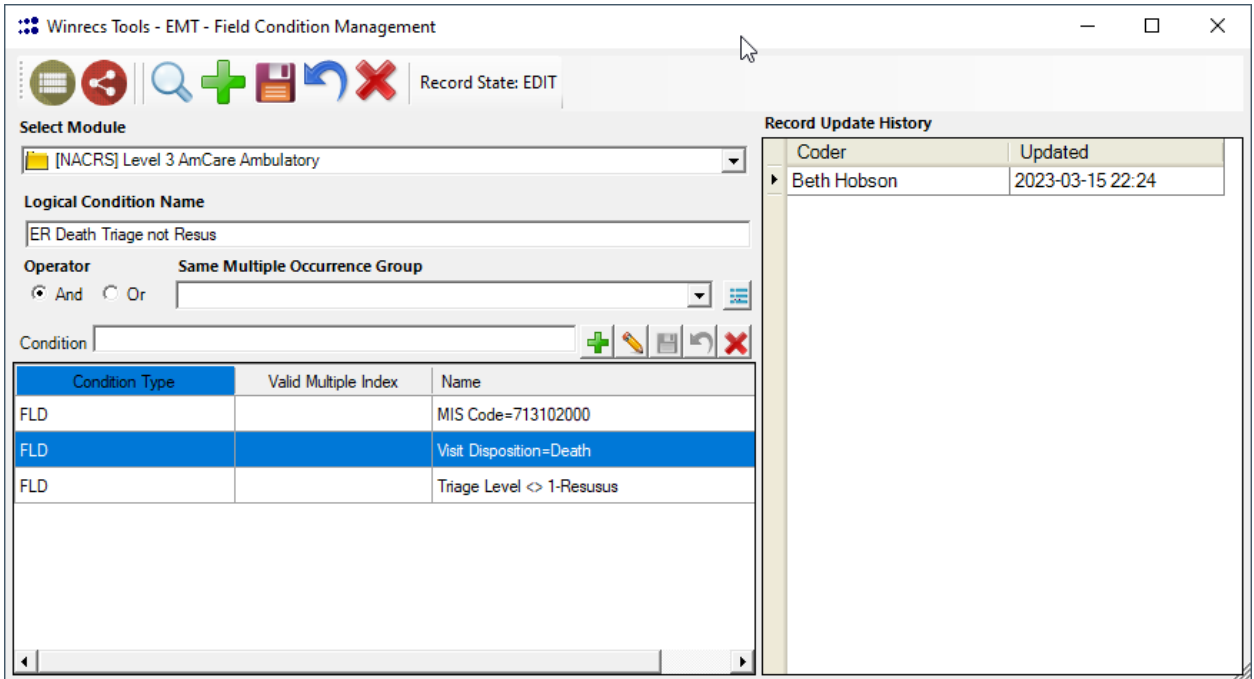 Winrecs Tools - EMT - Field Condition Management
Record State: EDIT
Select Module
[NACRS] Level 3 AmCare Ambulatory
Logical Condition Name
ER Death Triage not Resus
Operator Same Multiple Occurrence Group
And Or
Condition
Condition Type Valid Multiple Index Name
FLD MIS Code=713102000
FLD Visit Disposition=Death
FLD Triage Level <> 1-Resusus
Record Update History
Coder Updated
Beth Hobson 2023-03-15 22:24